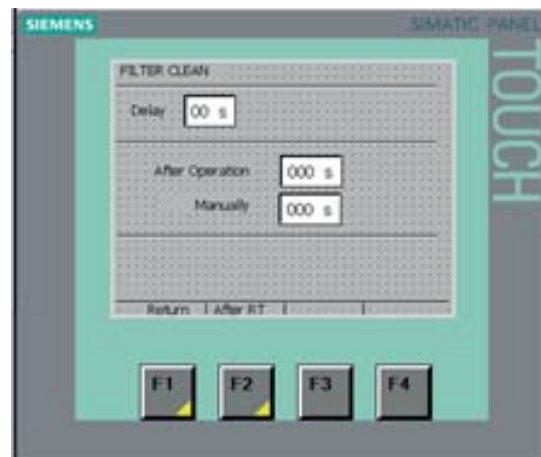 SIEMENS
SIMATIC PANEL
TOUCH
FILTER CLEAN
Delay 00 s
After Operation 000 s
Manually 000 s
Return After RT
F1 F2 F3 F4